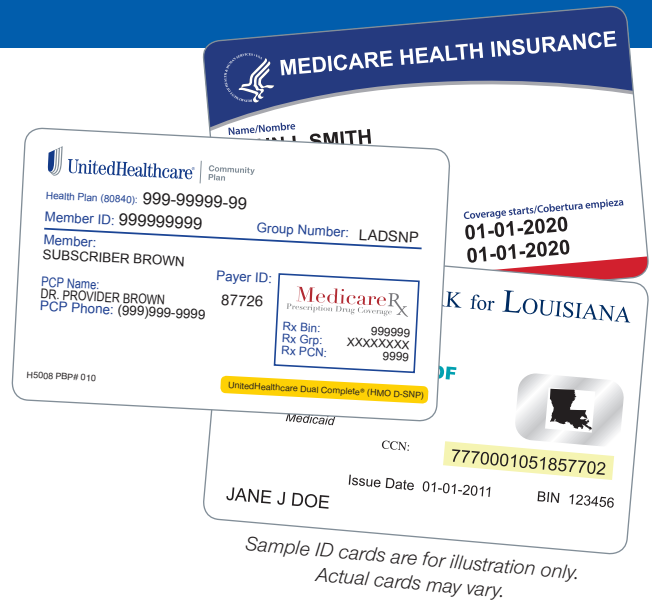 MEDICARE HEALTH INSURANCE
Name/Nombre
SMITH
Coverage starts/Cobertura empieza
01-01-2020
01-01-2020
UnitedHealthcare® Community
Plan
Health Plan (80840): 999-99999-99
Member ID: 999999999 Group Number: LADSNP
Member:
SUBSCRIBER BROWN
PCP Name:
DR. PROVIDER BROWN
PCP Phone: (999)999-9999
Payer ID:
87726
MedicareRx
Prescription Drug Coverage
Rx Bin: 999999
Rx Grp: XXXXXXXX
Rx PCN: 9999
H5008 PBP# 010
UnitedHealthcare Dual Complete® (HMO D-SNP)
K for LOUISIANA
OF
Medicaid
CCN: 7770001051857702
Issue Date 01-01-2011 BIN 123456
JANE J DOE
Sample ID cards are for illustration only.
Actual cards may vary.